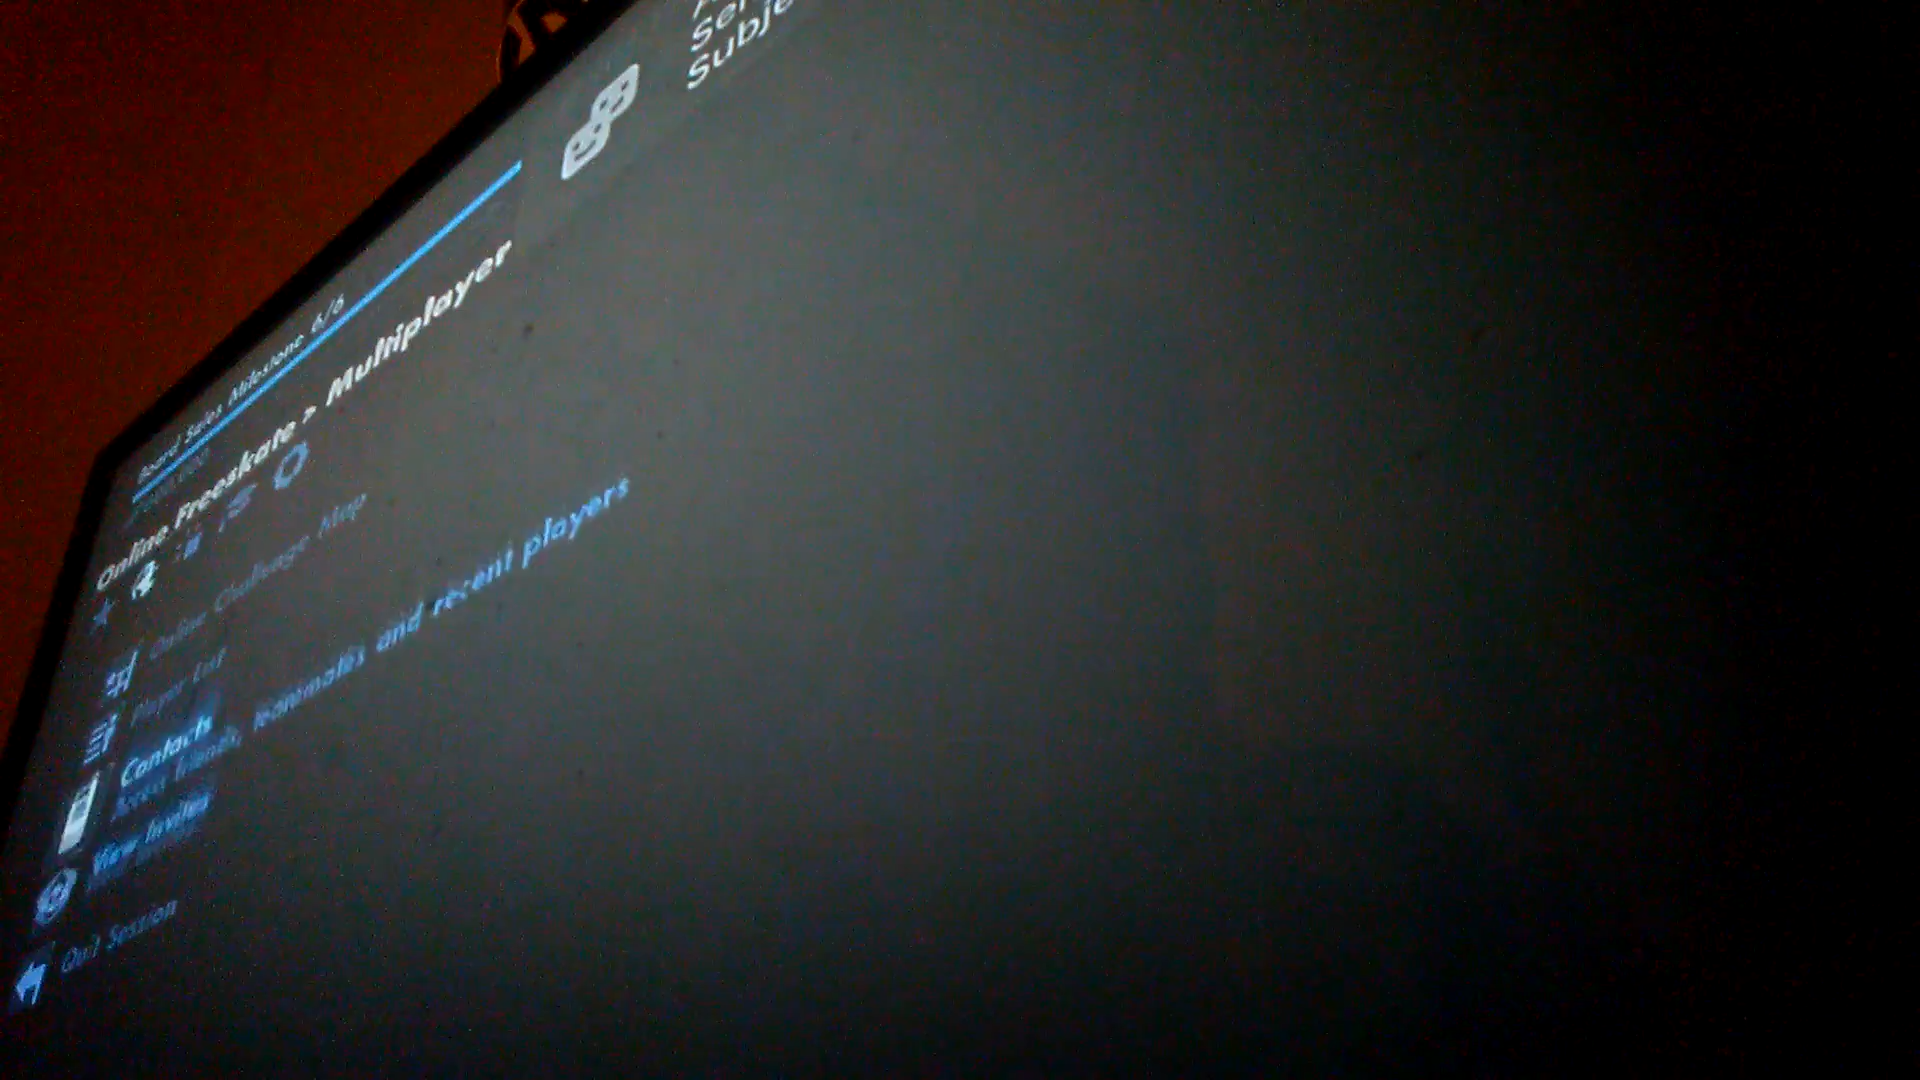 Subje
Board Sales Milestone 6/6
Online Freeskate > Multiplayer
Online Challenge Map
Player List
Contacts
friends, teammates and recent players
View Invites
Quit Session